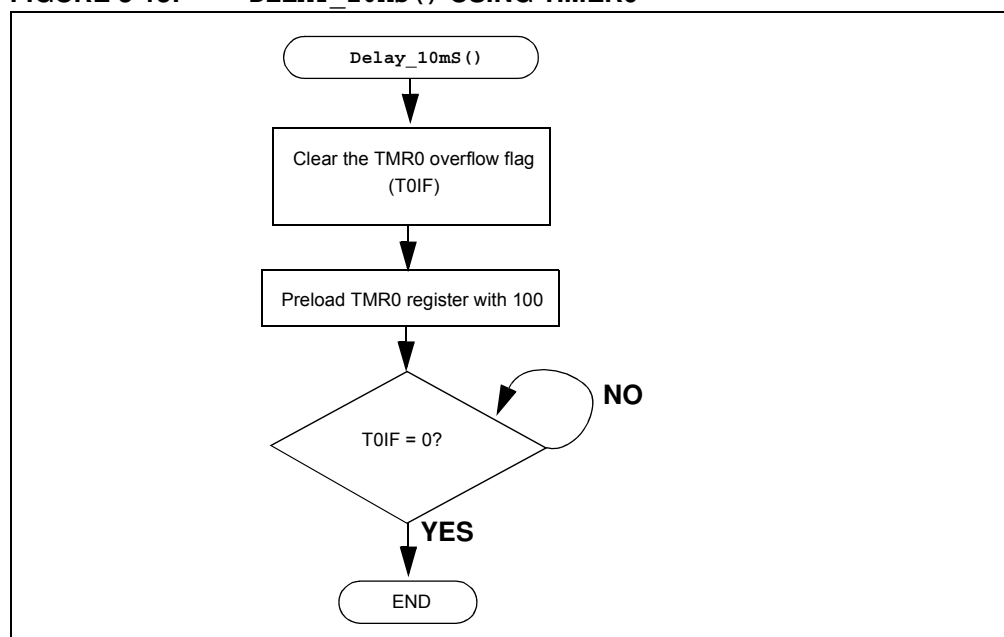 Delay_10mS()
Clear the TMR0 overflow flag
(T0IF)
Preload TMR0 register with 100
T0IF = 0?
NO
YES
END